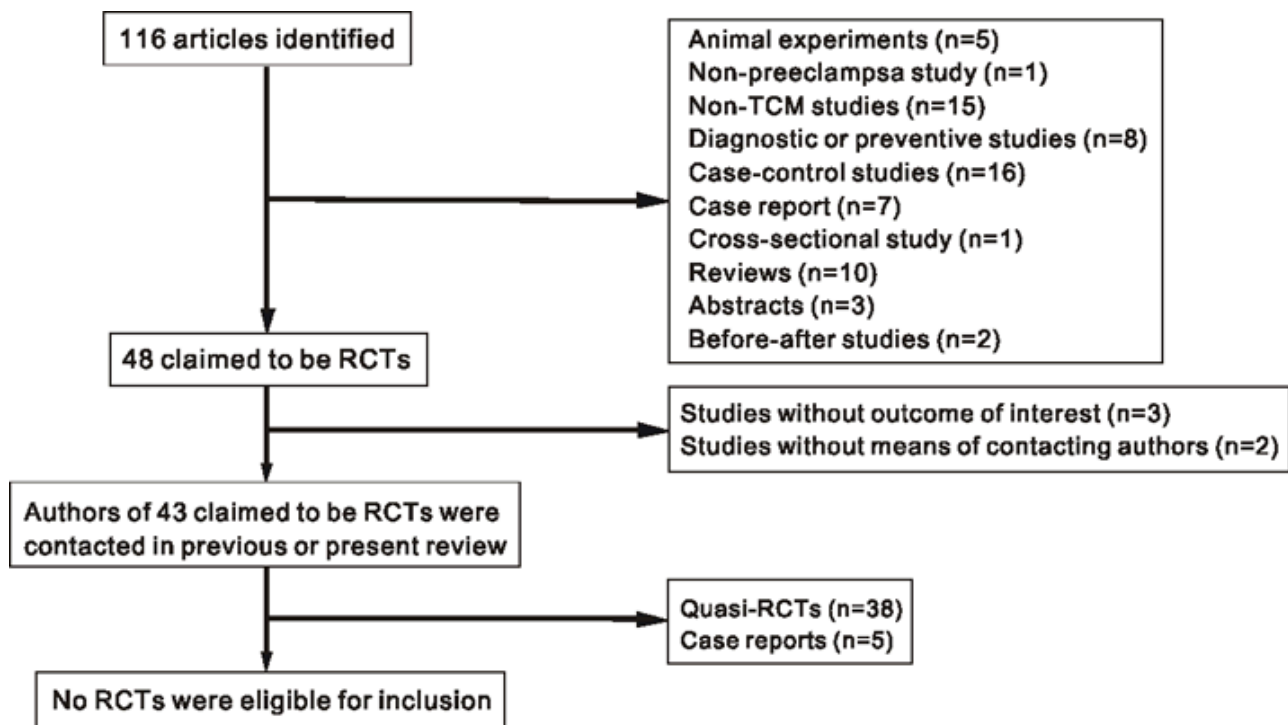 116 articles identified
Animal experiments (n=5)
Non-preeclampsa study (n=1)
Non-TCM studies (n=15)
Diagnostic or preventive studies (n=8)
Case-control studies (n=16)
Case report (n=7)
Cross-sectional study (n=1)
Reviews (n=10)
Abstracts (n=3)
Before-after studies (n=2)
48 claimed to be RCTs
Studies without outcome of interest (n=3)
Studies without means of contacting authors (n=2)
Authors of 43 claimed to be RCTs were
contacted in previous or present review
Quasi-RCTs (n=38)
Case reports (n=5)
No RCTs were eligible for inclusion